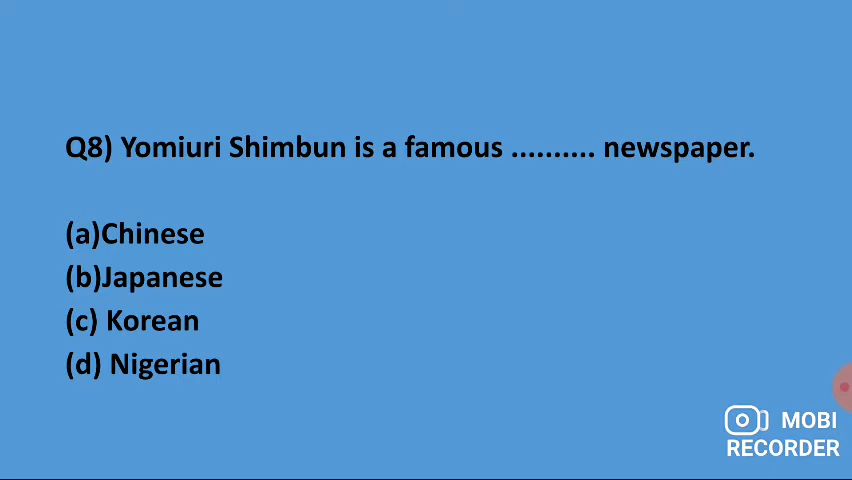 Q8) Yomiuri Shimbun is a famous .......... newspaper.
(a)Chinese
(b)Japanese
(c) Korean
(d) Nigerian
MOBI
RECORDER